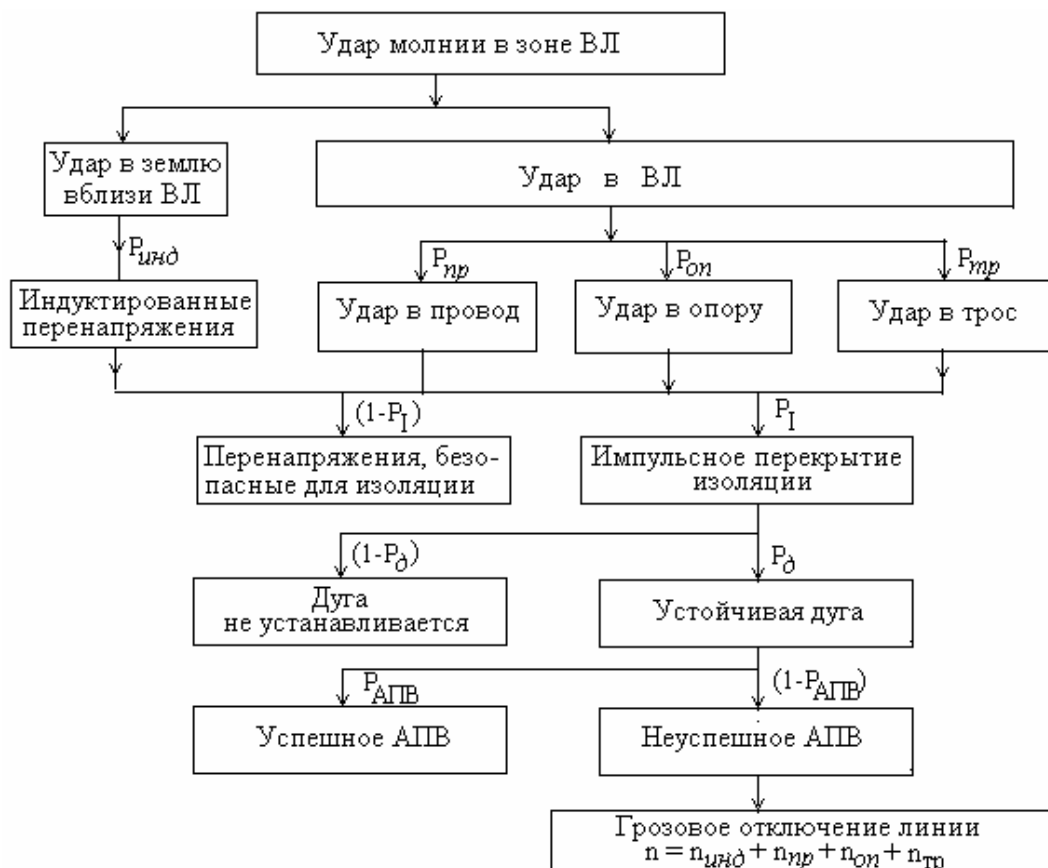 Удар молнии в зоне ВЛ
Удар в землю
вблизи ВЛ
Удар в ВЛ
Pинд
Pпр
Pоп
Pтр
Индуктированные
перенапряжения
Удар в провод
Удар в опору
Удар в трос
(1-PI)
PI
Перенапряжения, безо-
пасные для изоляции
Импульсное перекрытие
изоляции
(1-Pд)
Pд
Дуга
не устанавливается
Устойчивая дуга
PАПВ
(1-PАПВ)
Успешное АПВ
Неуспешное АПВ
Грозовое отключение линии
n = nинд + nпр + nоп + nтр